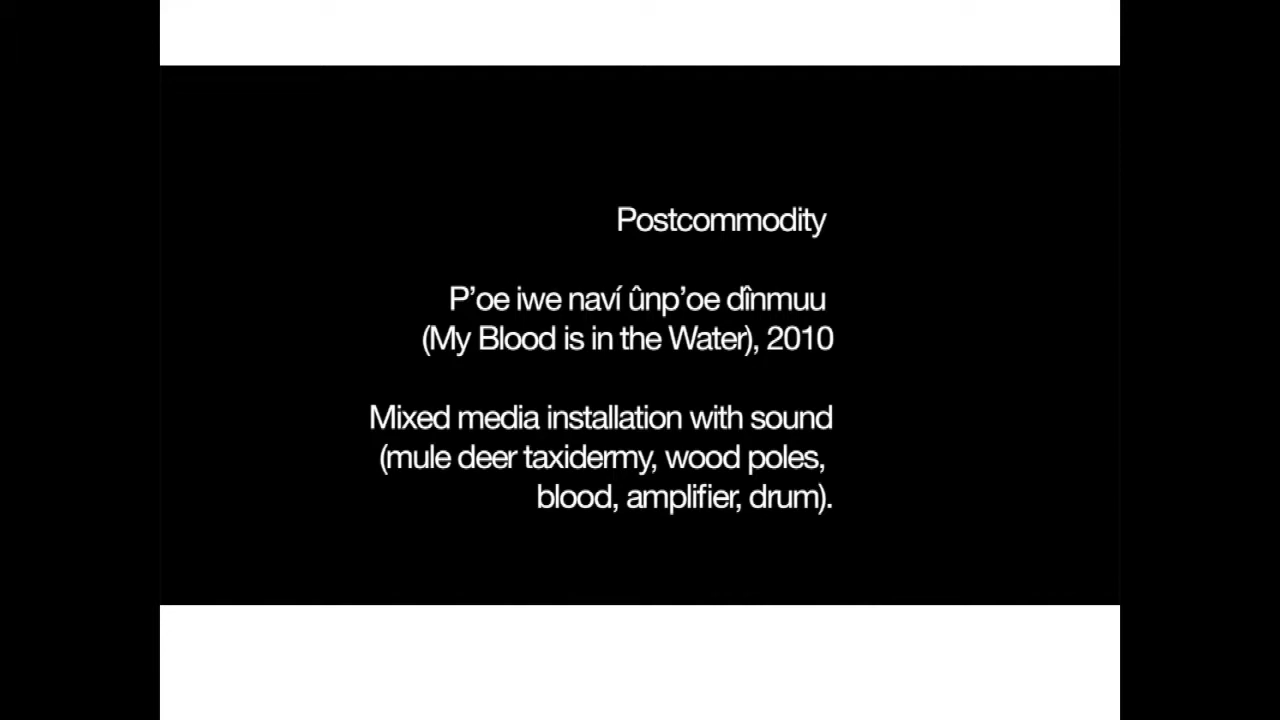 Postcommodity
P’oe iwe naví ûnp’oe dînmuu
(My Blood is in the Water), 2010
Mixed media installation with sound
(mule deer taxidermy, wood poles,
blood, amplifier, drum).